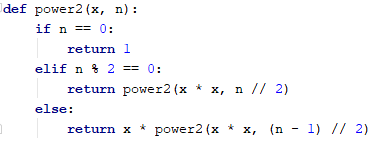 def power2(x, n):
    if n == 0:
        return 1
    elif n % 2 == 0:
        return power2(x * x, n // 2)
    else:
        return x * power2(x * x, (n - 1) // 2)